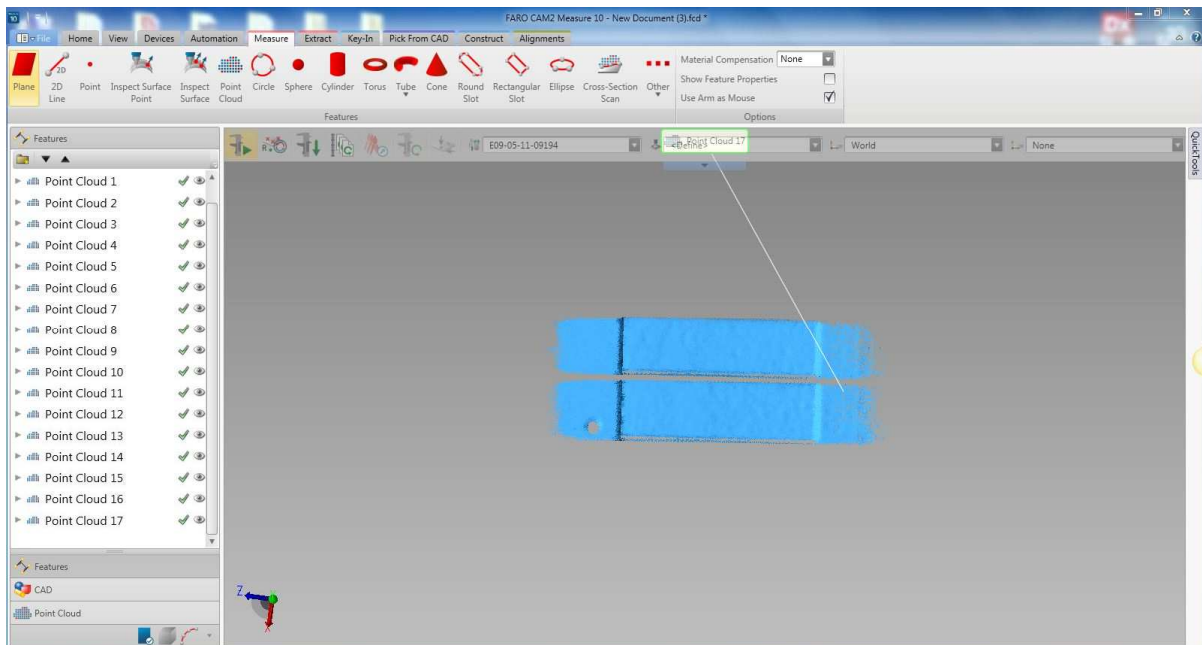 10
FARO CAM2 Measure 10 - New Document (3).fcd *
File Home View Devices Automation Measure Extract Key-In Pick From CAD Construct Alignments
Plane
2D Line
Point
Inspect Surface Point
Inspect Surface
Point Cloud
Circle
Sphere
Cylinder
Torus
Tube
Cone
Round Slot
Rectangular Slot
Ellipse
Cross-Section Scan
Other
Features
Material Compensation None
Show Feature Properties
Use Arm as Mouse
Options
Features
E09-05-11-09194
Point Cloud 17
<Define>
World
None
QuickTools
Point Cloud 1
Point Cloud 2
Point Cloud 3
Point Cloud 4
Point Cloud 5
Point Cloud 6
Point Cloud 7
Point Cloud 8
Point Cloud 9
Point Cloud 10
Point Cloud 11
Point Cloud 12
Point Cloud 13
Point Cloud 14
Point Cloud 15
Point Cloud 16
Point Cloud 17
Features
CAD
Point Cloud
Z
X